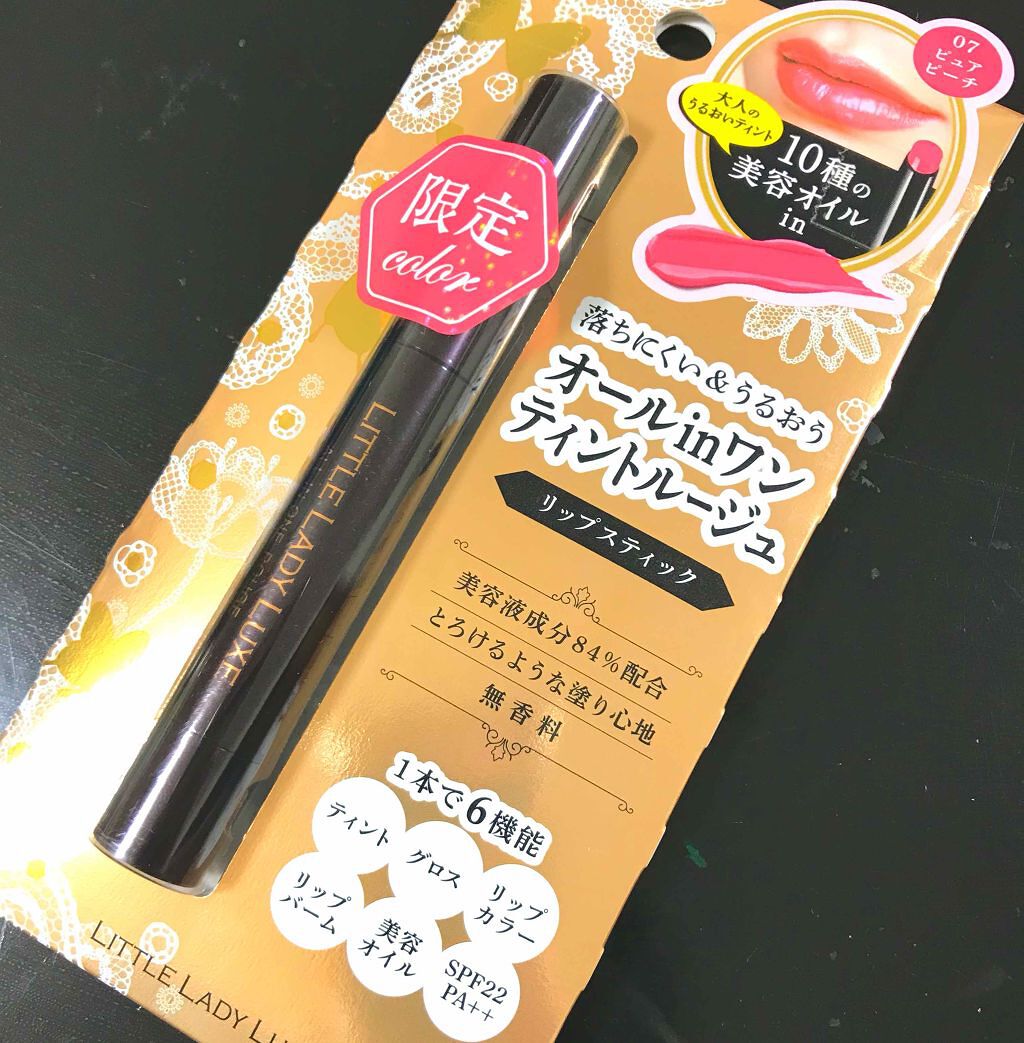 07
ピュア
ピーチ
大人の
うるおいティント
10種の
美容オイル
in
限定
color
落ちにくい&うるおう
オールinワン
ティントルージュ
リップスティック
LITTLE LADY LUXE
美容液成分84%配合
とろけるような塗り心地
無香料
1本で6機能
ティント
グロス
リップ
カラー
リップ
バーム
美容
オイル
SPF22
PA++
LITTLE LADY LU